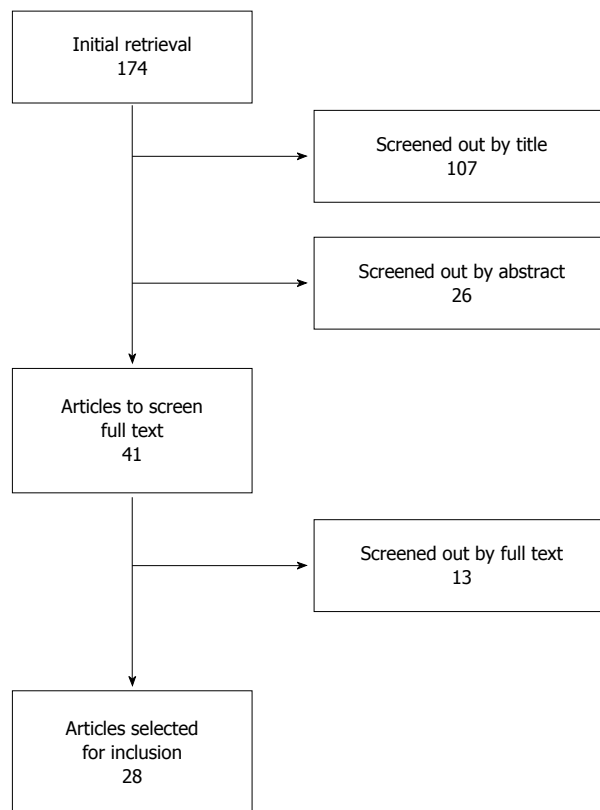 Initial retrieval
174
Screened out by title
107
Screened out by abstract
26
Articles to screen
full text
41
Screened out by full text
13
Articles selected
for inclusion
28